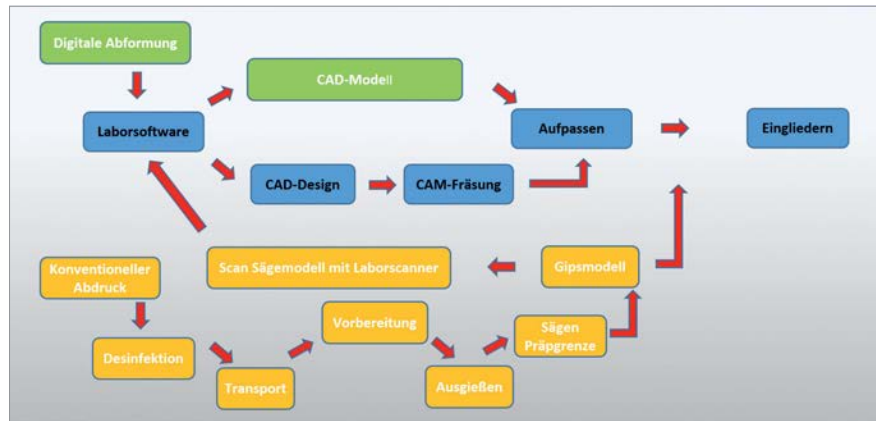 Digitale Abformung
CAD-Modell
Laborsoftware
Aufpassen
Eingliedern
CAD-Design
CAM-Fräsung
Konventioneller
Abdruck
Scan Sägemodell mit Laborscanner
Gipsmodell
Vorbereitung
Sägen
Präpgrenze
Desinfektion
Transport
Ausgießen